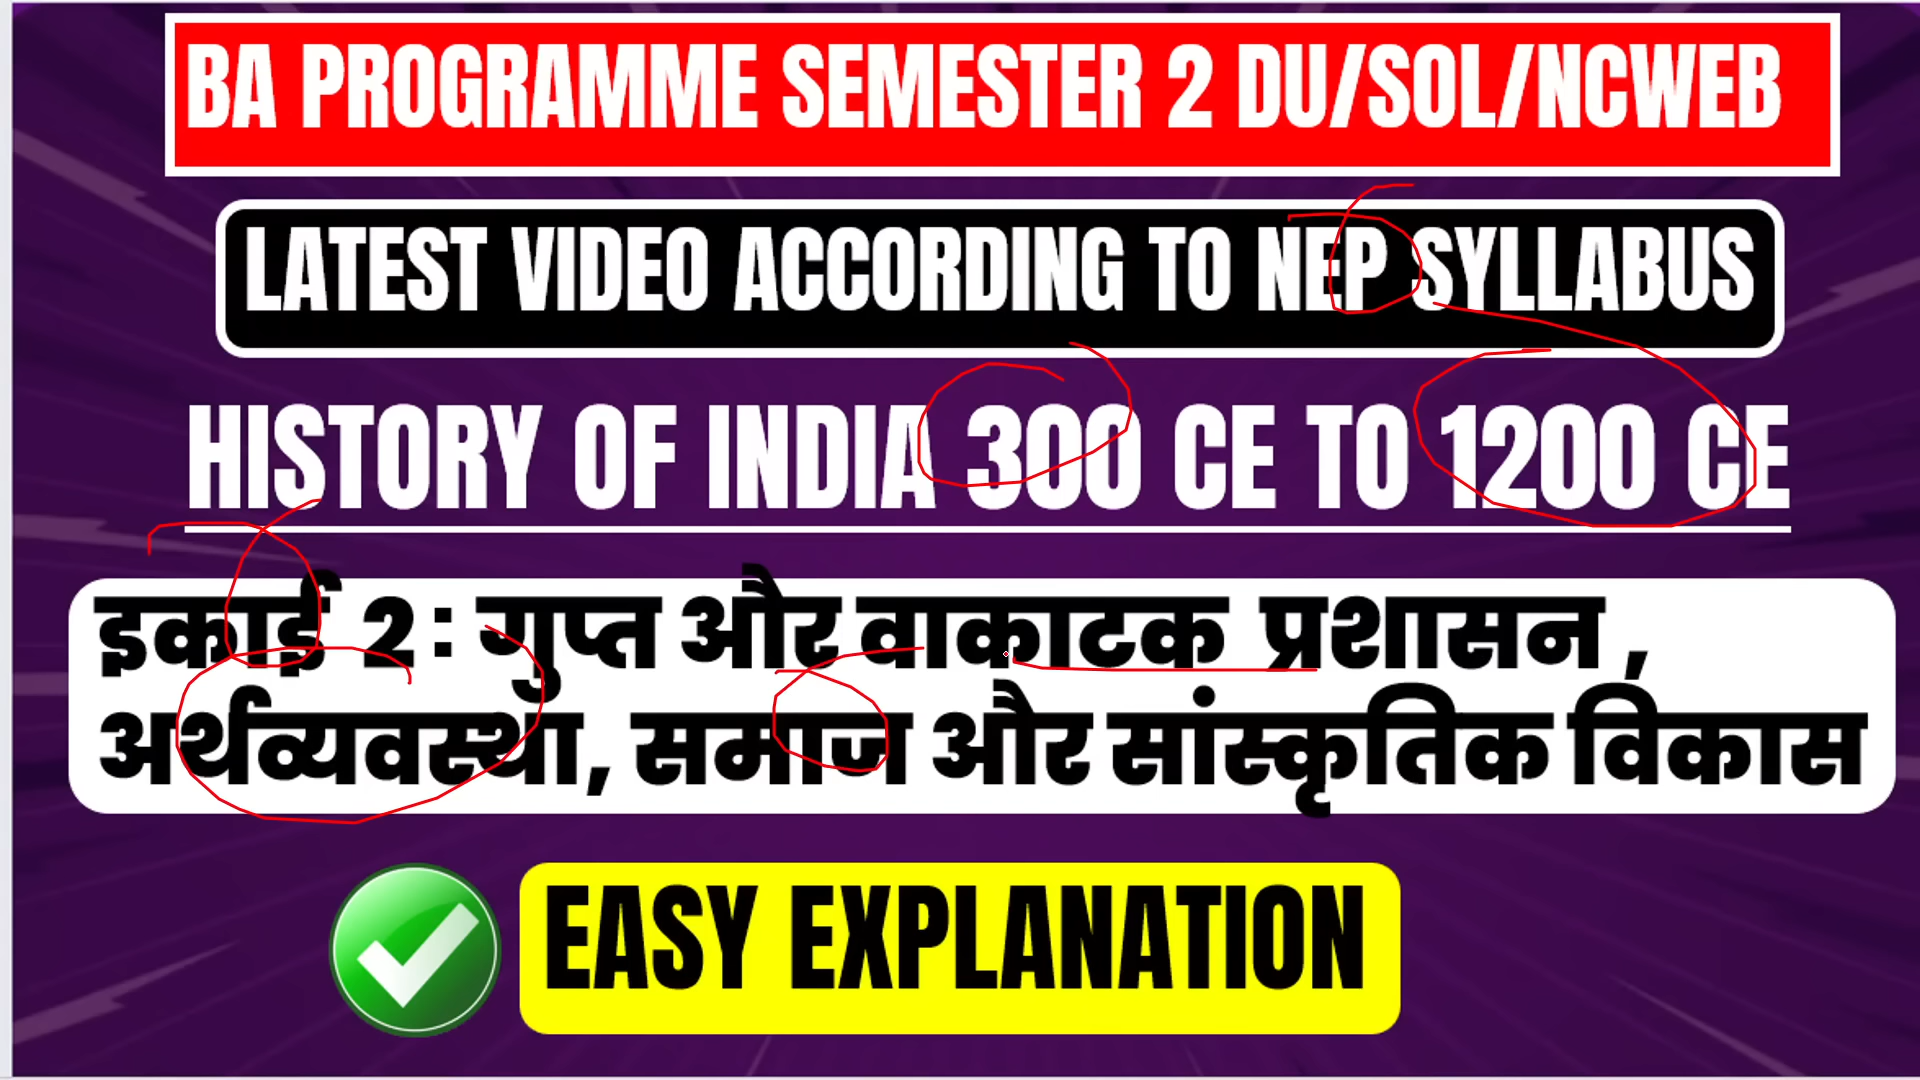 BA PROGRAMME SEMESTER 2 DU/SOL/NCWEB
LATEST VIDEO ACCORDING TO NEP SYLLABUS
HISTORY OF INDIA 300 CE TO 1200 CE
इकाई 2 : गुप्त और वाकाटक प्रशासन ,
अर्थव्यवस्था, समाज और सांस्कृतिक विकास
EASY EXPLANATION